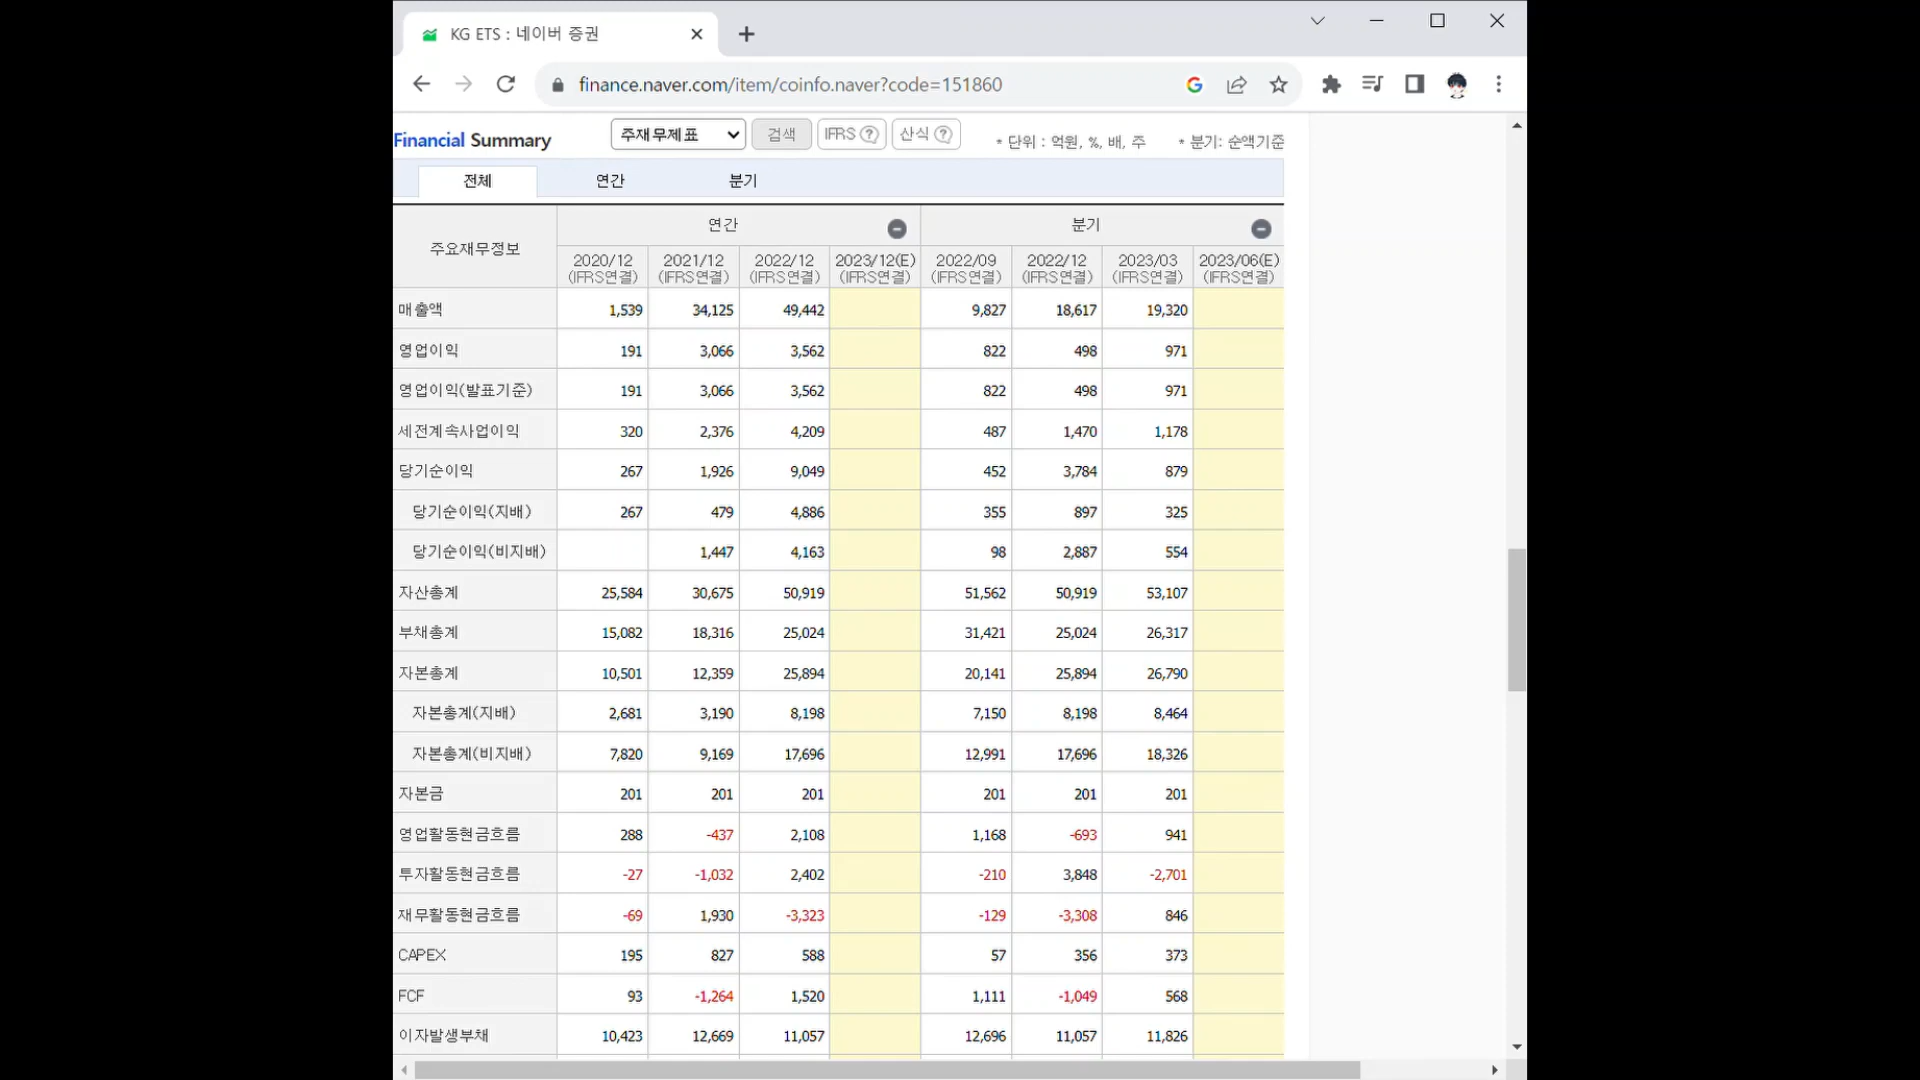 KG ETS : 네이버 증권
finance.naver.com/item/coinfo.naver?code=151860
Financial Summary 주재무제표 검색 IFRS ? 산식 ? * 단위 : 억원, %, 배, 주 * 분기: 순액기준
전체 연간 분기
주요재무정보 연간 분기
2020/12 2021/12 2022/12 2023/12(E) 2022/09 2022/12 2023/03 2023/06(E)
(IFRS연결) (IFRS연결) (IFRS연결) (IFRS연결) (IFRS연결) (IFRS연결) (IFRS연결) (IFRS연결)
매출액 1,539 34,125 49,442 9,827 18,617 19,320
영업이익 191 3,066 3,562 822 498 971
영업이익(발표기준) 191 3,066 3,562 822 498 971
세전계속사업이익 320 2,376 4,209 487 1,470 1,178
당기순이익 267 1,926 9,049 452 3,784 879
당기순이익(지배) 267 479 4,886 355 897 325
당기순이익(비지배) 1,447 4,163 98 2,887 554
자산총계 25,584 30,675 50,919 51,562 50,919 53,107
부채총계 15,082 18,316 25,024 31,421 25,024 26,317
자본총계 10,501 12,359 25,894 20,141 25,894 26,790
자본총계(지배) 2,681 3,190 8,198 7,150 8,198 8,464
자본총계(비지배) 7,820 9,169 17,696 12,991 17,696 18,326
자본금 201 201 201 201 201 201
영업활동현금흐름 288 -437 2,108 1,168 -693 941
투자활동현금흐름 -27 -1,032 2,402 -210 3,848 -2,701
재무활동현금흐름 -69 1,930 -3,323 -129 -3,308 846
CAPEX 195 827 588 57 356 373
FCF 93 -1,264 1,520 1,111 -1,049 568
이자발생부채 10,423 12,669 11,057 12,696 11,057 11,826